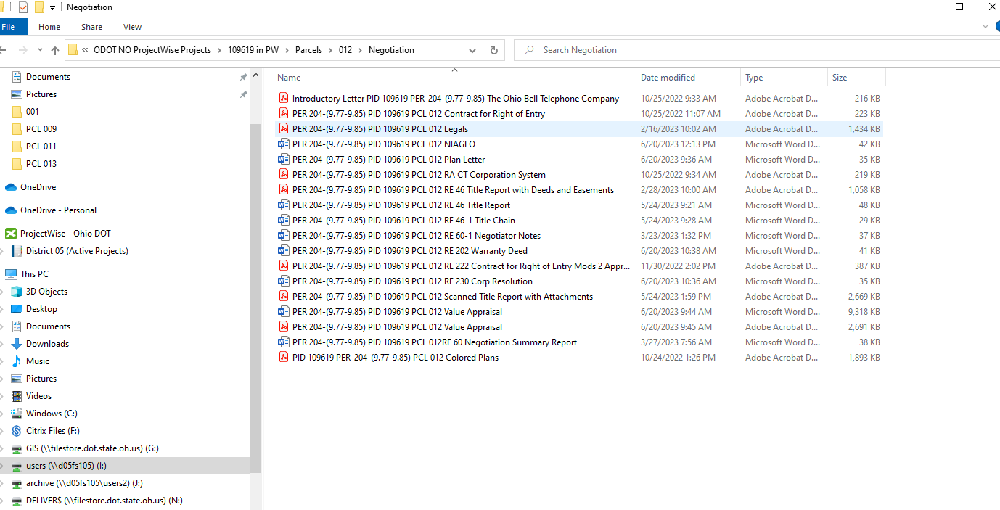 Negotiation
File Home Share View
« ODOT NO ProjectWise Projects > 109619 in PW > Parcels > 012 > Negotiation
Search Negotiation
Documents
Pictures
001
PCL 009
PCL 011
PCL 013
OneDrive
OneDrive - Personal
ProjectWise - Ohio DOT
District 05 (Active Projects)
This PC
3D Objects
Desktop
Documents
Downloads
Music
Pictures
Videos
Windows (C:)
Citrix Files (F:)
GIS (\\filestore.dot.state.oh.us) (G:)
users (\\d05fs105) (I:)
archive (\\d05fs105\users2) (J:)
DELIVER$ (\\filestore.dot.state.oh.us) (N:)
Name Date modified Type Size
Introductory Letter PID 109619 PER-204-(9.77-9.85) The Ohio Bell Telephone Company 10/25/2022 9:33 AM Adobe Acrobat D... 216 KB
PER 204-(9.77-9.85) PID 109619 PCL 012 Contract for Right of Entry 10/25/2022 11:07 AM Adobe Acrobat D... 223 KB
PER 204-(9.77-9.85) PID 109619 PCL 012 Legals 2/16/2023 10:02 AM Adobe Acrobat D... 1,434 KB
PER 204-(9.77-9.85) PID 109619 PCL 012 NIAGFO 6/20/2023 12:13 PM Microsoft Word D... 42 KB
PER 204-(9.77-9.85) PID 109619 PCL 012 Plan Letter 6/20/2023 9:36 AM Microsoft Word D... 35 KB
PER 204-(9.77-9.85) PID 109619 PCL 012 RA CT Corporation System 10/25/2022 9:34 AM Adobe Acrobat D... 219 KB
PER 204-(9.77-9.85) PID 109619 PCL 012 RE 46 Title Report with Deeds and Easements 2/28/2023 10:00 AM Adobe Acrobat D... 1,058 KB
PER 204-(9.77-9.85) PID 109619 PCL 012 RE 46 Title Report 5/24/2023 9:21 AM Microsoft Word D... 48 KB
PER 204-(9.77-9.85) PID 109619 PCL 012 RE 46-1 Title Chain 5/24/2023 9:28 AM Microsoft Word D... 29 KB
PER 204-(9.77-9.85) PID 109619 PCL 012 RE 60-1 Negotiator Notes 3/23/2023 1:32 PM Microsoft Word D... 37 KB
PER 204-(9.77-9.85) PID 109619 PCL 012 RE 202 Warranty Deed 6/20/2023 10:38 AM Microsoft Word D... 41 KB
PER 204-(9.77-9.85) PID 109619 PCL 012 RE 222 Contract for Right of Entry Mods 2 Appr... 11/30/2022 2:02 PM Adobe Acrobat D... 387 KB
PER 204-(9.77-9.85) PID 109619 PCL 012 RE 230 Corp Resolution 6/20/2023 10:36 AM Microsoft Word D... 35 KB
PER 204-(9.77-9.85) PID 109619 PCL 012 Scanned Title Report with Attachments 5/24/2023 1:59 PM Adobe Acrobat D... 2,669 KB
PER 204-(9.77-9.85) PID 109619 PCL 012 Value Appraisal 6/20/2023 9:44 AM Microsoft Word D... 9,318 KB
PER 204-(9.77-9.85) PID 109619 PCL 012 Value Appraisal 6/20/2023 9:45 AM Adobe Acrobat D... 2,691 KB
PER 204-(9.77-9.85) PID 109619 PCL 012RE 60 Negotiation Summary Report 3/27/2023 7:56 AM Microsoft Word D... 38 KB
PID 109619 PER-204-(9.77-9.85) PCL 012 Colored Plans 10/24/2022 1:26 PM Adobe Acrobat D... 1,893 KB